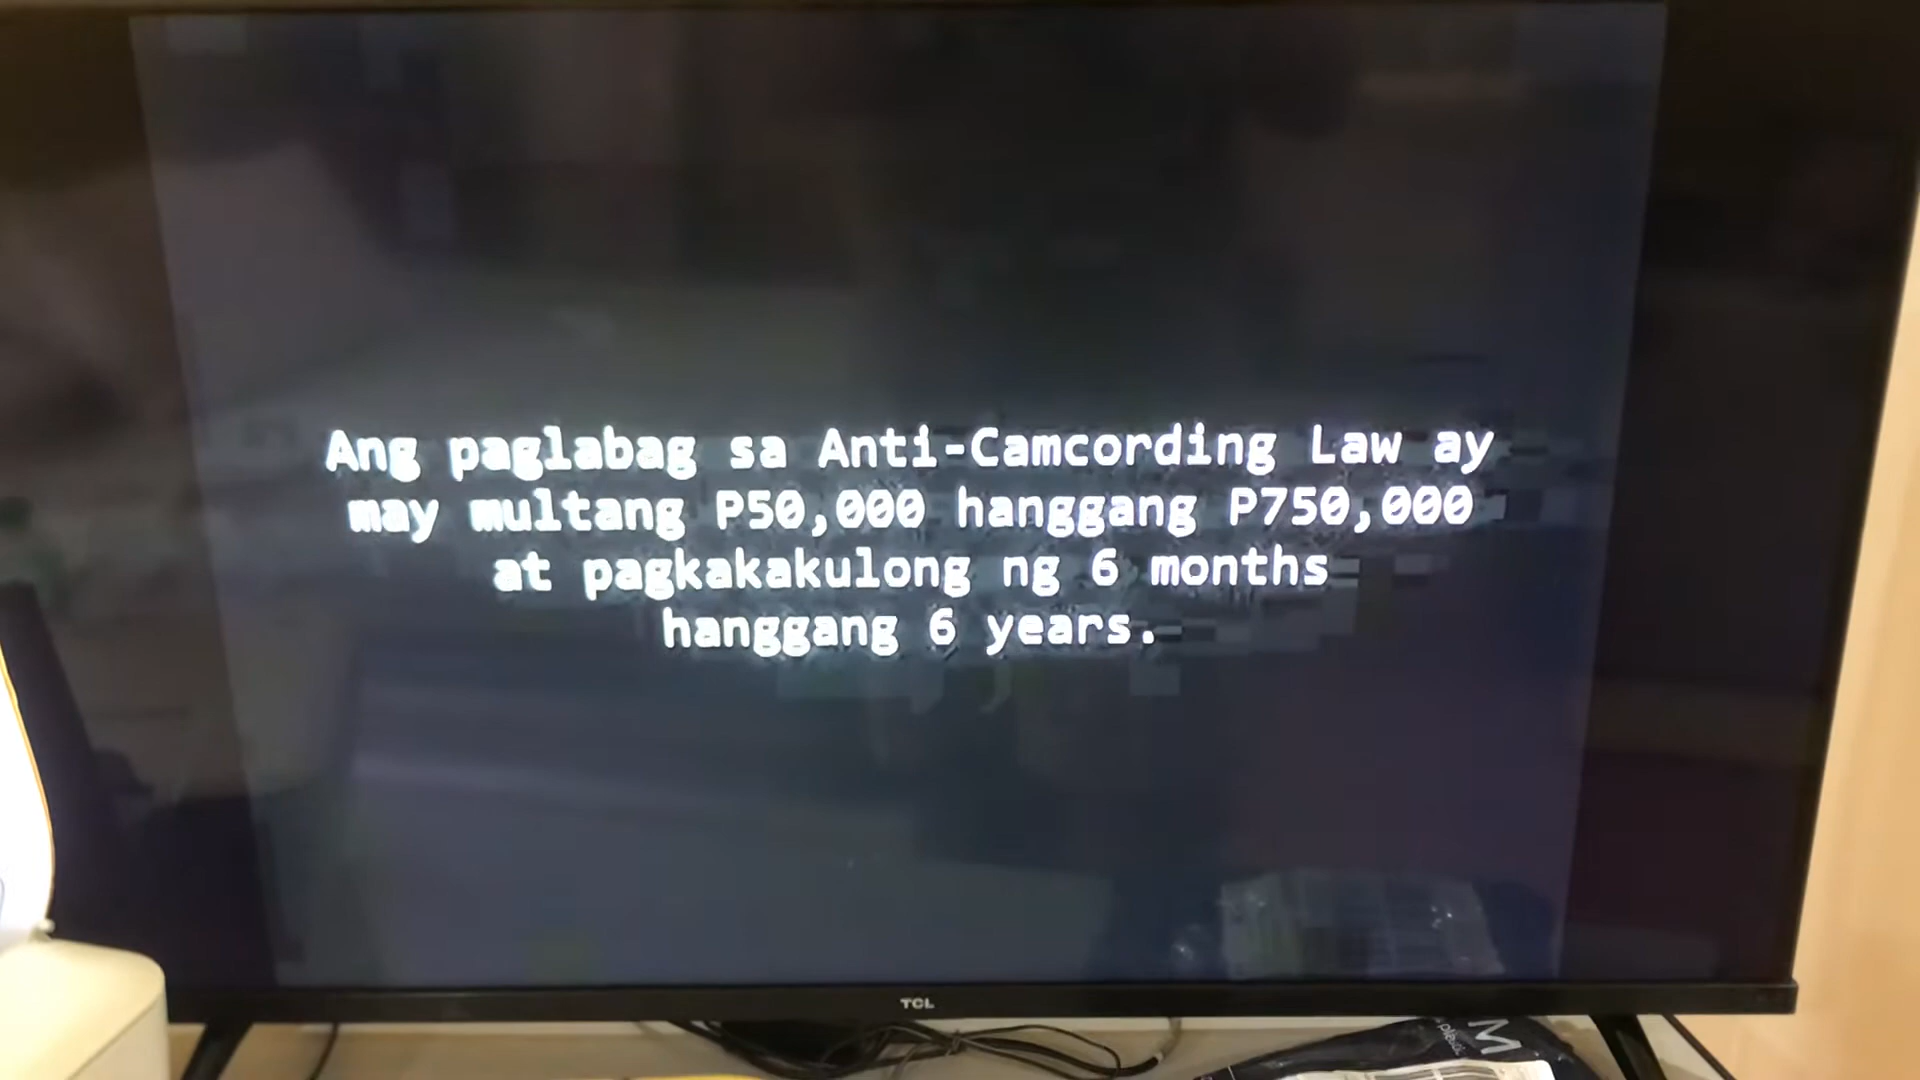 Ang paglabag sa Anti-Camcording Law ay
may multang P50,000 hanggang P750,000
at pagkakakulong ng 6 months
hanggang 6 years.
TCL
M